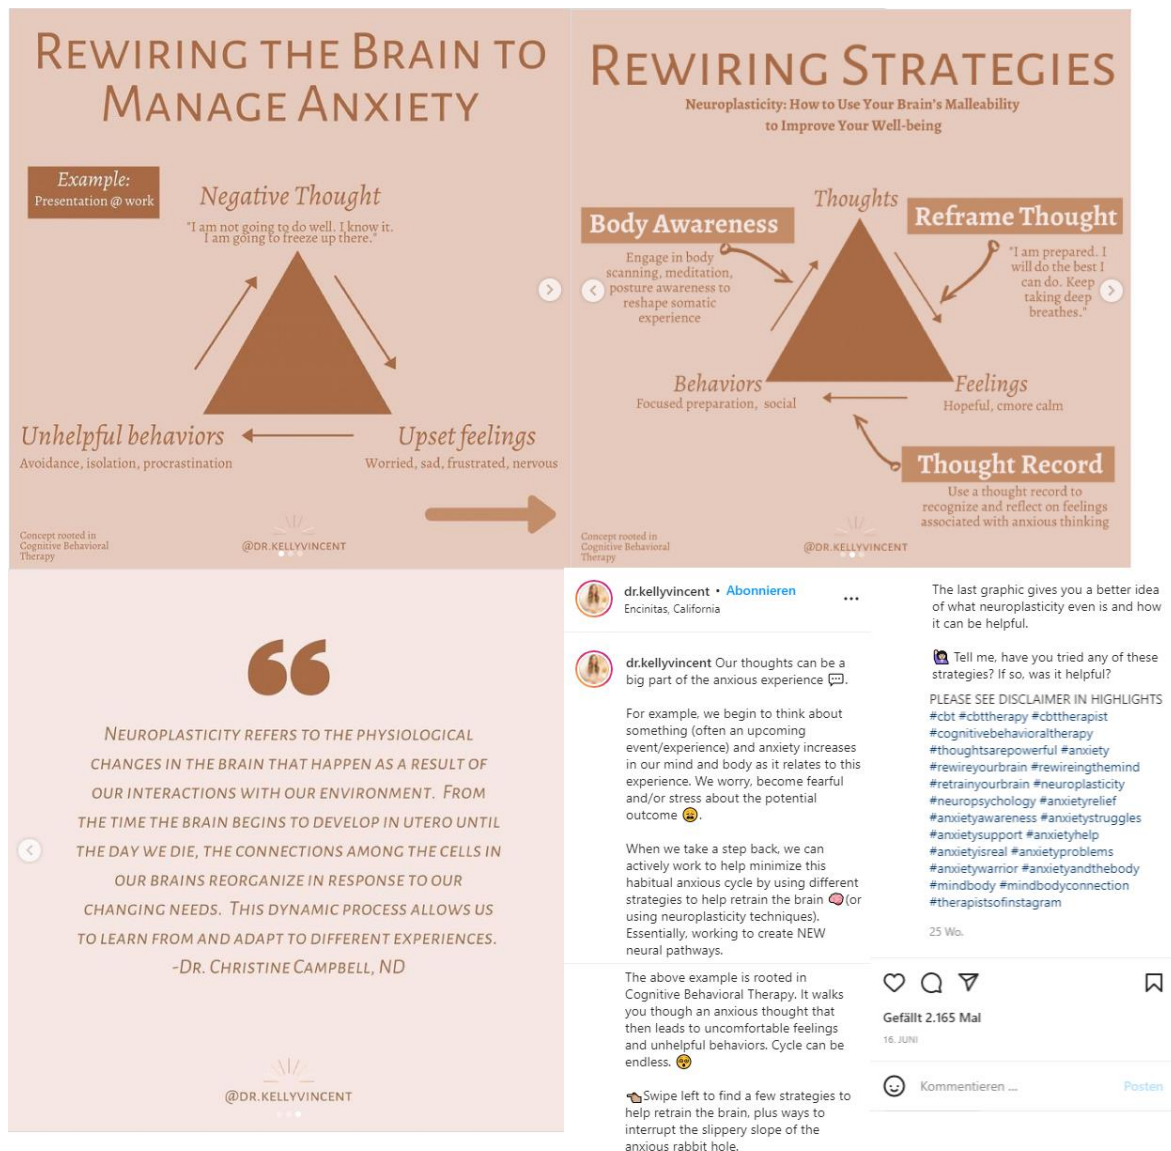 REWIRING THE BRAIN TO
MANAGE ANXIETY
Example:
Presentation @ work
Negative Thought
"I am not going to do well. I know it.
I am going to freeze up there."
Unhelpful behaviors
Avoidance, isolation, procrastination
Upset feelings
Worried, sad, frustrated, nervous
Concept rooted in
Cognitive Behavioral
Therapy
@DR.KELLYVINCENT
REWIRING STRATEGIES
Neuroplasticity: How to Use Your Brain's Malleability
to Improve Your Well-being
Thoughts
Body Awareness
Engage in body
scanning, meditation,
posture awareness to
reshape somatic
experience
Reframe Thought
"I am prepared. I
will do the best I
can do. Keep
taking deep
breathes."
Behaviors
Focused preparation, social
Feelings
Hopeful, cmore calm
Thought Record
Use a thought record to
recognize and reflect on feelings
associated with anxious thinking
Concept rooted in
Cognitive Behavioral
Therapy
@DR.KELLYVINCENT
NEUROPLASTICITY REFERS TO THE PHYSIOLOGICAL
CHANGES IN THE BRAIN THAT HAPPEN AS A RESULT OF
OUR INTERACTIONS WITH OUR ENVIRONMENT. FROM
THE TIME THE BRAIN BEGINS TO DEVELOP IN UTERO UNTIL
THE DAY WE DIE, THE CONNECTIONS AMONG THE CELLS IN
OUR BRAINS REORGANIZE IN RESPONSE TO OUR
CHANGING NEEDS. THIS DYNAMIC PROCESS ALLOWS US
TO LEARN FROM AND ADAPT TO DIFFERENT EXPERIENCES.
-DR. CHRISTINE CAMPBELL, ND
@DR.KELLYVINCENT
dr.kellyvincent • Abonnieren
Encinitas, California
dr.kellyvincent Our thoughts can be a
big part of the anxious experience 💬.
For example, we begin to think about
something (often an upcoming
event/experience) and anxiety increases
in our mind and body as it relates to this
experience. We worry, become fearful
and/or stress about the potential
outcome 😩.
When we take a step back, we can
actively work to help minimize this
habitual anxious cycle by using different
strategies to help retrain the brain 🧠(or
using neuroplasticity techniques).
Essentially, working to create NEW
neural pathways.
The above example is rooted in
Cognitive Behavioral Therapy. It walks
you though an anxious thought that
then leads to uncomfortable feelings
and unhelpful behaviors. Cycle can be
endless. 😵
👈🏽Swipe left to find a few strategies to
help retrain the brain, plus ways to
interrupt the slippery slope of the
anxious rabbit hole.
The last graphic gives you a better idea
of what neuroplasticity even is and how
it can be helpful.
🙋🏻‍♀️ Tell me, have you tried any of these
strategies? If so, was it helpful?
PLEASE SEE DISCLAIMER IN HIGHLIGHTS
#cbt #cbttherapy #cbttherapist
#cognitivebehavioraltherapy
#thoughtsarepowerful #anxiety
#rewireyourbrain #rewireingthemind
#retrainyourbrain #neuroplasticity
#neuropsychology #anxietyrelief
#anxietyawareness #anxietystruggles
#anxietysupport #anxietyhelp
#anxietyisreal #anxietyproblems
#anxietywarrior #anxietyandthebody
#mindbody #mindbodyconnection
#therapistsofinstagram
25 Wo.
Gefällt 2.165 Mal
16. JUNI
Kommentieren ...
Posten